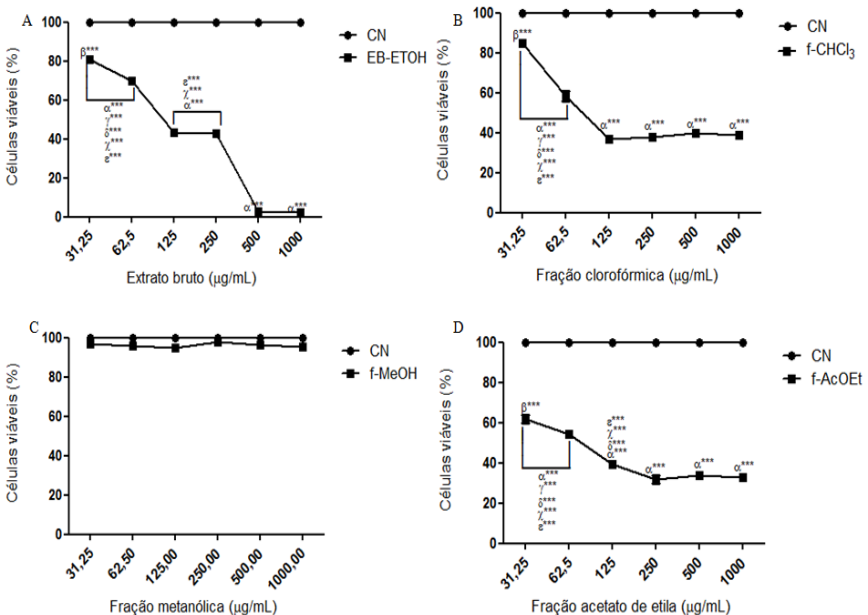 A
Células viáveis (%)
100
80
60
40
20
0
β***
α***
γ***
δ***
χ***
ε***
ε***
χ***
α***
α***
α***
CN
EB-ETOH
31,25
62,5
125
250
500
1000
Extrato bruto (µg/mL)
B
Células viáveis (%)
100
80
60
40
20
0
β***
α***
γ***
δ***
χ***
ε***
α***
α***
α***
α***
CN
f-CHCl₃
31,25
62,5
125
250
500
1000
Fração clorofórmica (µg/mL)
C
Células viáveis (%)
100
80
60
40
20
0
CN
f-MeOH
31,25
62,50
125,00
250,00
500,00
1000,00
Fração metanólica (µg/mL)
D
Células viáveis (%)
100
80
60
40
20
0
β***
α***
γ***
δ***
χ***
ε***
ε***
χ***
δ***
α***
α***
α***
α***
CN
f-AcOEt
31,25
62,5
125
250
500
1000
Fração acetato de etila (µg/mL)